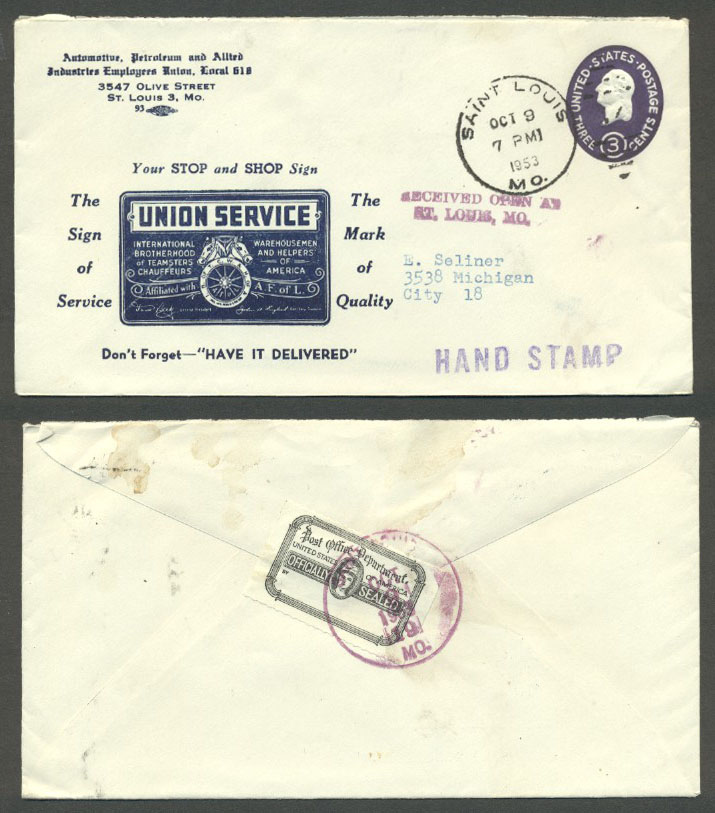 Automotive, Petroleum and Allied
Industries Employees Union, Local 618
3547 OLIVE STREET
ST. LOUIS 3, MO.
93
SAINT LOUIS
OCT 9
7 PM
1953
MO.
UNITED·STATES·POSTAGE
THREE 3 CENTS
Your STOP and SHOP Sign
The
Sign
of
Service
UNION SERVICE
INTERNATIONAL
BROTHERHOOD
of TEAMSTERS
CHAUFFEURS
WAREHOUSEMEN
AND HELPERS'
OF
AMERICA
Affiliated with A. F. of L.
The
Mark
of
Quality
Don't Forget—"HAVE IT DELIVERED"
RECEIVED OPEN AT
ST. LOUIS, MO.
E. Seliner
3538 Michigan
City 18
HAND STAMP
Post Office Department
UNITED STATES OF AMERICA
OFFICIALLY SEALED
BY
MO.